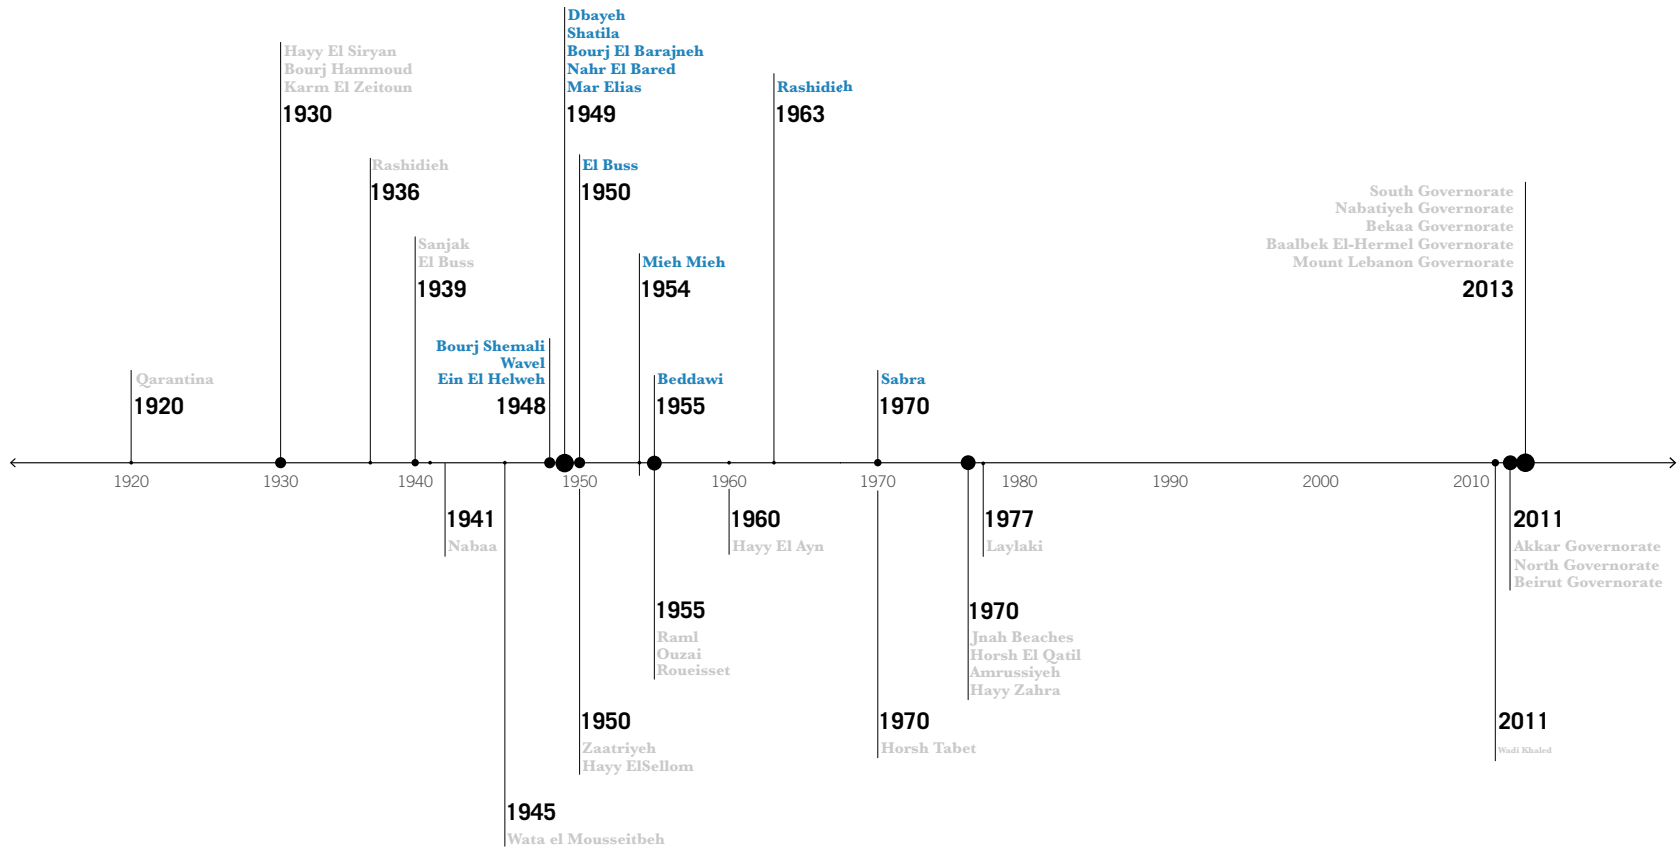 Hayy El Siryan
Bourj Hammoud
Karm El Zeitoun
1930
Rashidieh
1936
Sanjak
El Buss
1939
Qarantina
1920
Dbayeh
Shatila
Bourj El Barajneh
Nahr El Bared
Mar Elias
1949
El Buss
1950
Mieh Mieh
1954
Bourj Shemali
Wavel
Ein El Helweh
1948
Beddawi
1955
Rashidieh
1963
Sabra
1970
South Governorate
Nabatiyeh Governorate
Bekaa Governorate
Baalbek El-Hermel Governorate
Mount Lebanon Governorate
2013
1920
1930
1940
1950
1960
1970
1980
1990
2000
2010
1941
Nabaa
1945
Wata el Mousseitbeh
1950
Zaatriyeh
Hayy ElSellom
1955
Raml
Ouzai
Roueisset
1960
Hayy El Ayn
1970
Horsh Tabet
1977
Laylaki
1970
Jnah Beaches
Horsh El Qatil
Amrussiyeh
Hayy Zahra
2011
Akkar Governorate
North Governorate
Beirut Governorate
2011
Wadi Khaled